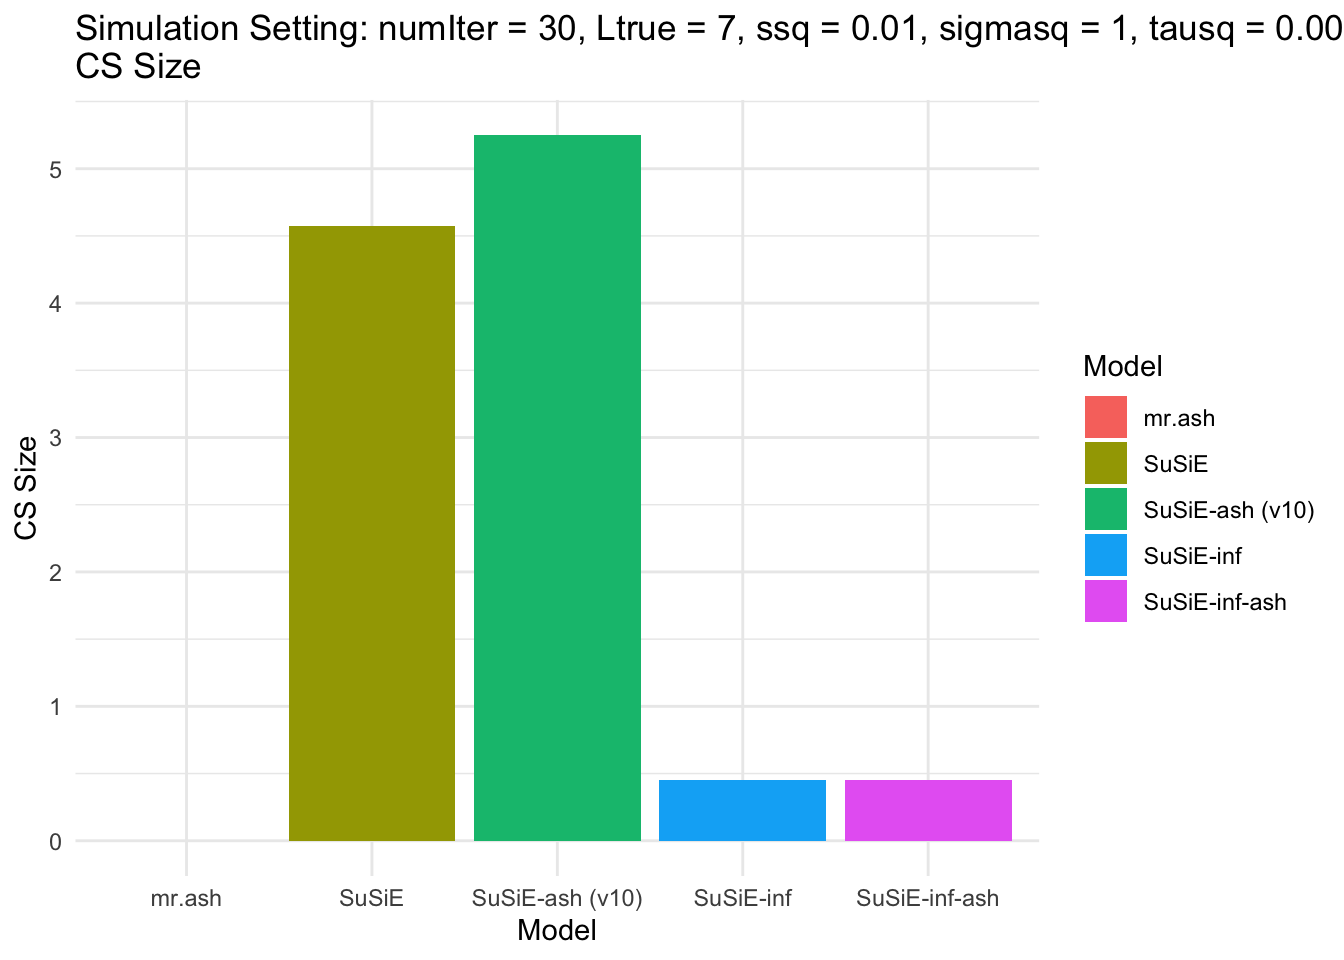 Simulation Setting: numIter = 30, Ltrue = 7, ssq = 0.01, sigmasq = 1, tausq = 0.00
CS Size
5
4
3
2
1
0
CS Size
mr.ash
SuSiE
SuSiE-ash (v10)
SuSiE-inf
SuSiE-inf-ash
Model
Model
mr.ash
SuSiE
SuSiE-ash (v10)
SuSiE-inf
SuSiE-inf-ash